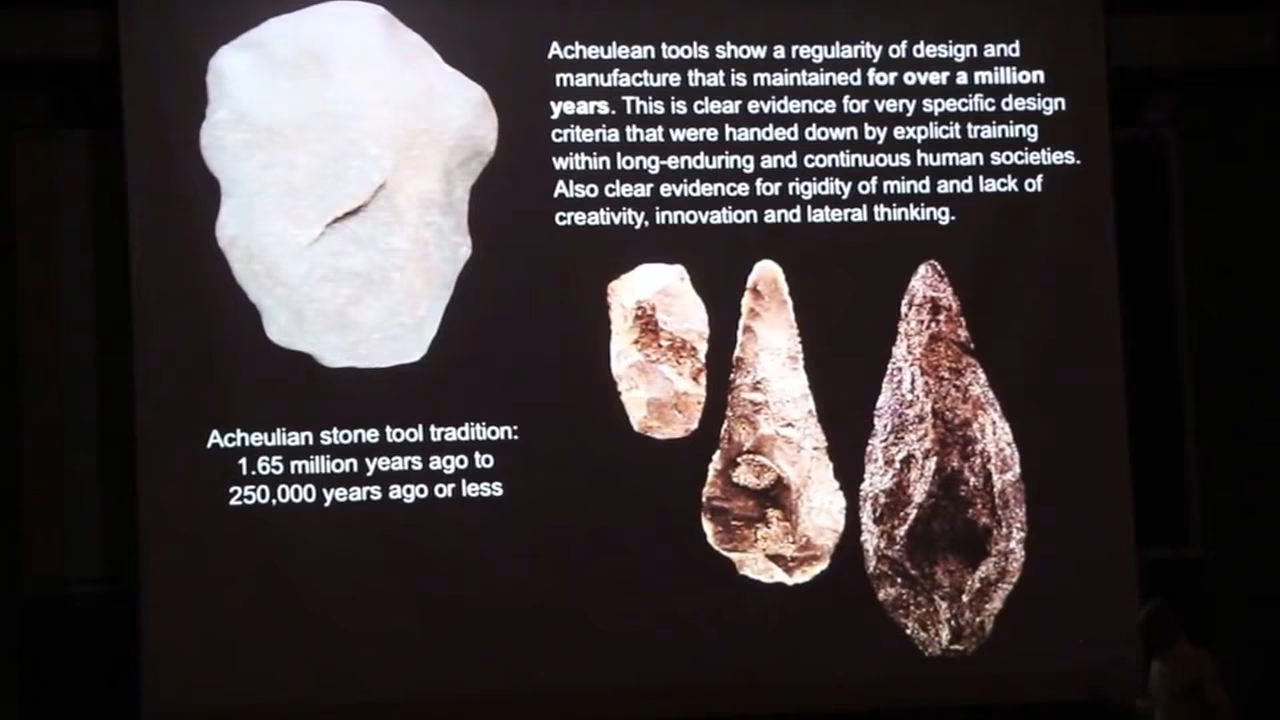 Acheulean tools show a regularity of design and
manufacture that is maintained for over a million
years. This is clear evidence for very specific design
criteria that were handed down by explicit training
within long-enduring and continuous human societies.
Also clear evidence for rigidity of mind and lack of
creativity, innovation and lateral thinking.
Acheulian stone tool tradition:
1.65 million years ago to
250,000 years ago or less